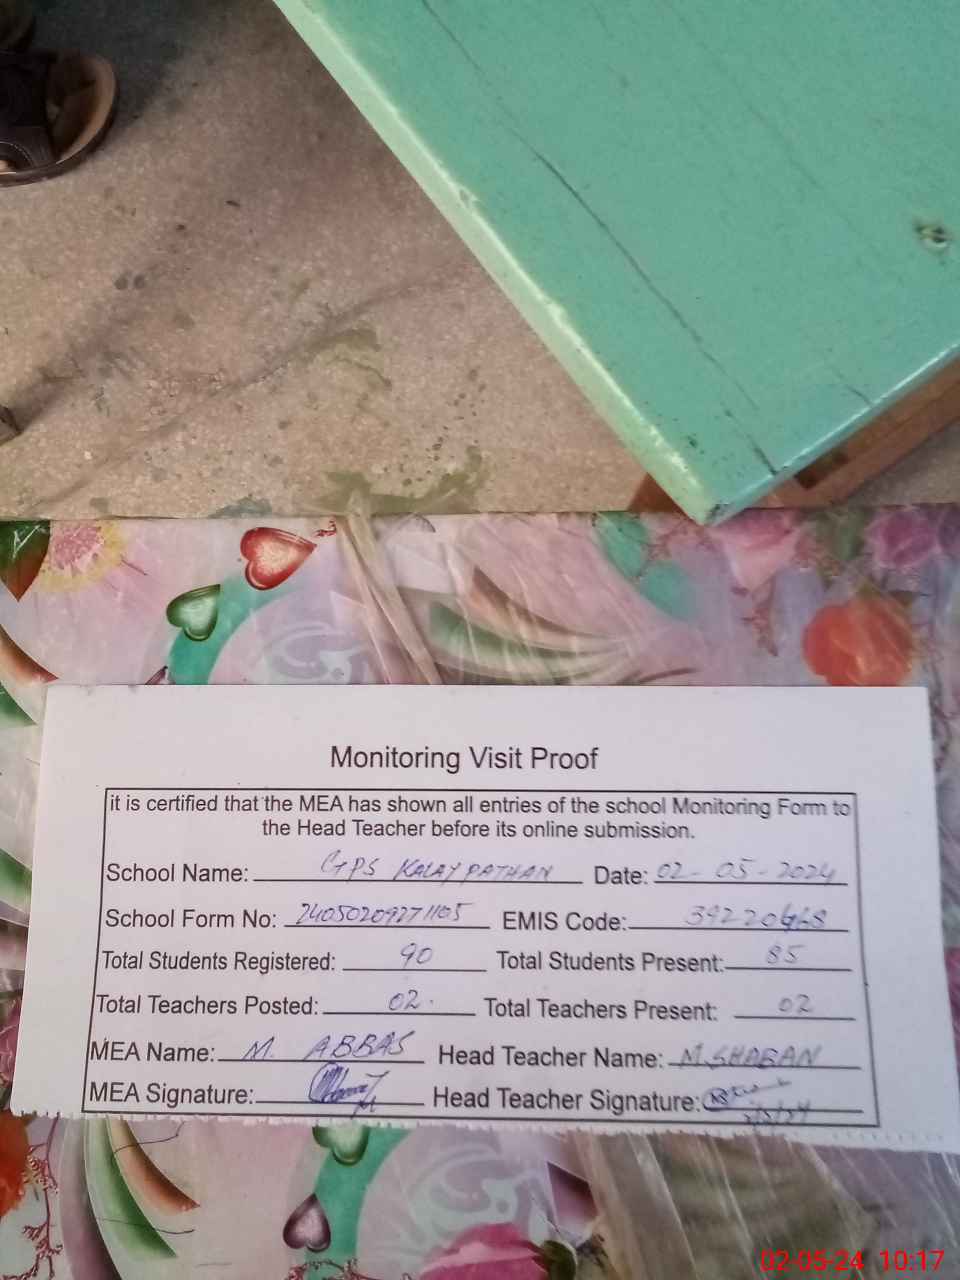 Monitoring Visit Proof
it is certified that the MEA has shown all entries of the school Monitoring Form to
the Head Teacher before its online submission.
School Name: GPS KALAY PATHAN Date: 02-05-2024
School Form No: 24050209271105 EMIS Code:
Total Students Registered: 90 Total Students Present: 85
Total Teachers Posted: 02. Total Teachers Present: 02
MEA Name: M. ABBAS Head Teacher Name: M.SHABAN
MEA Signature: Head Teacher Signature:
2/5/24
02-05-24 10:17